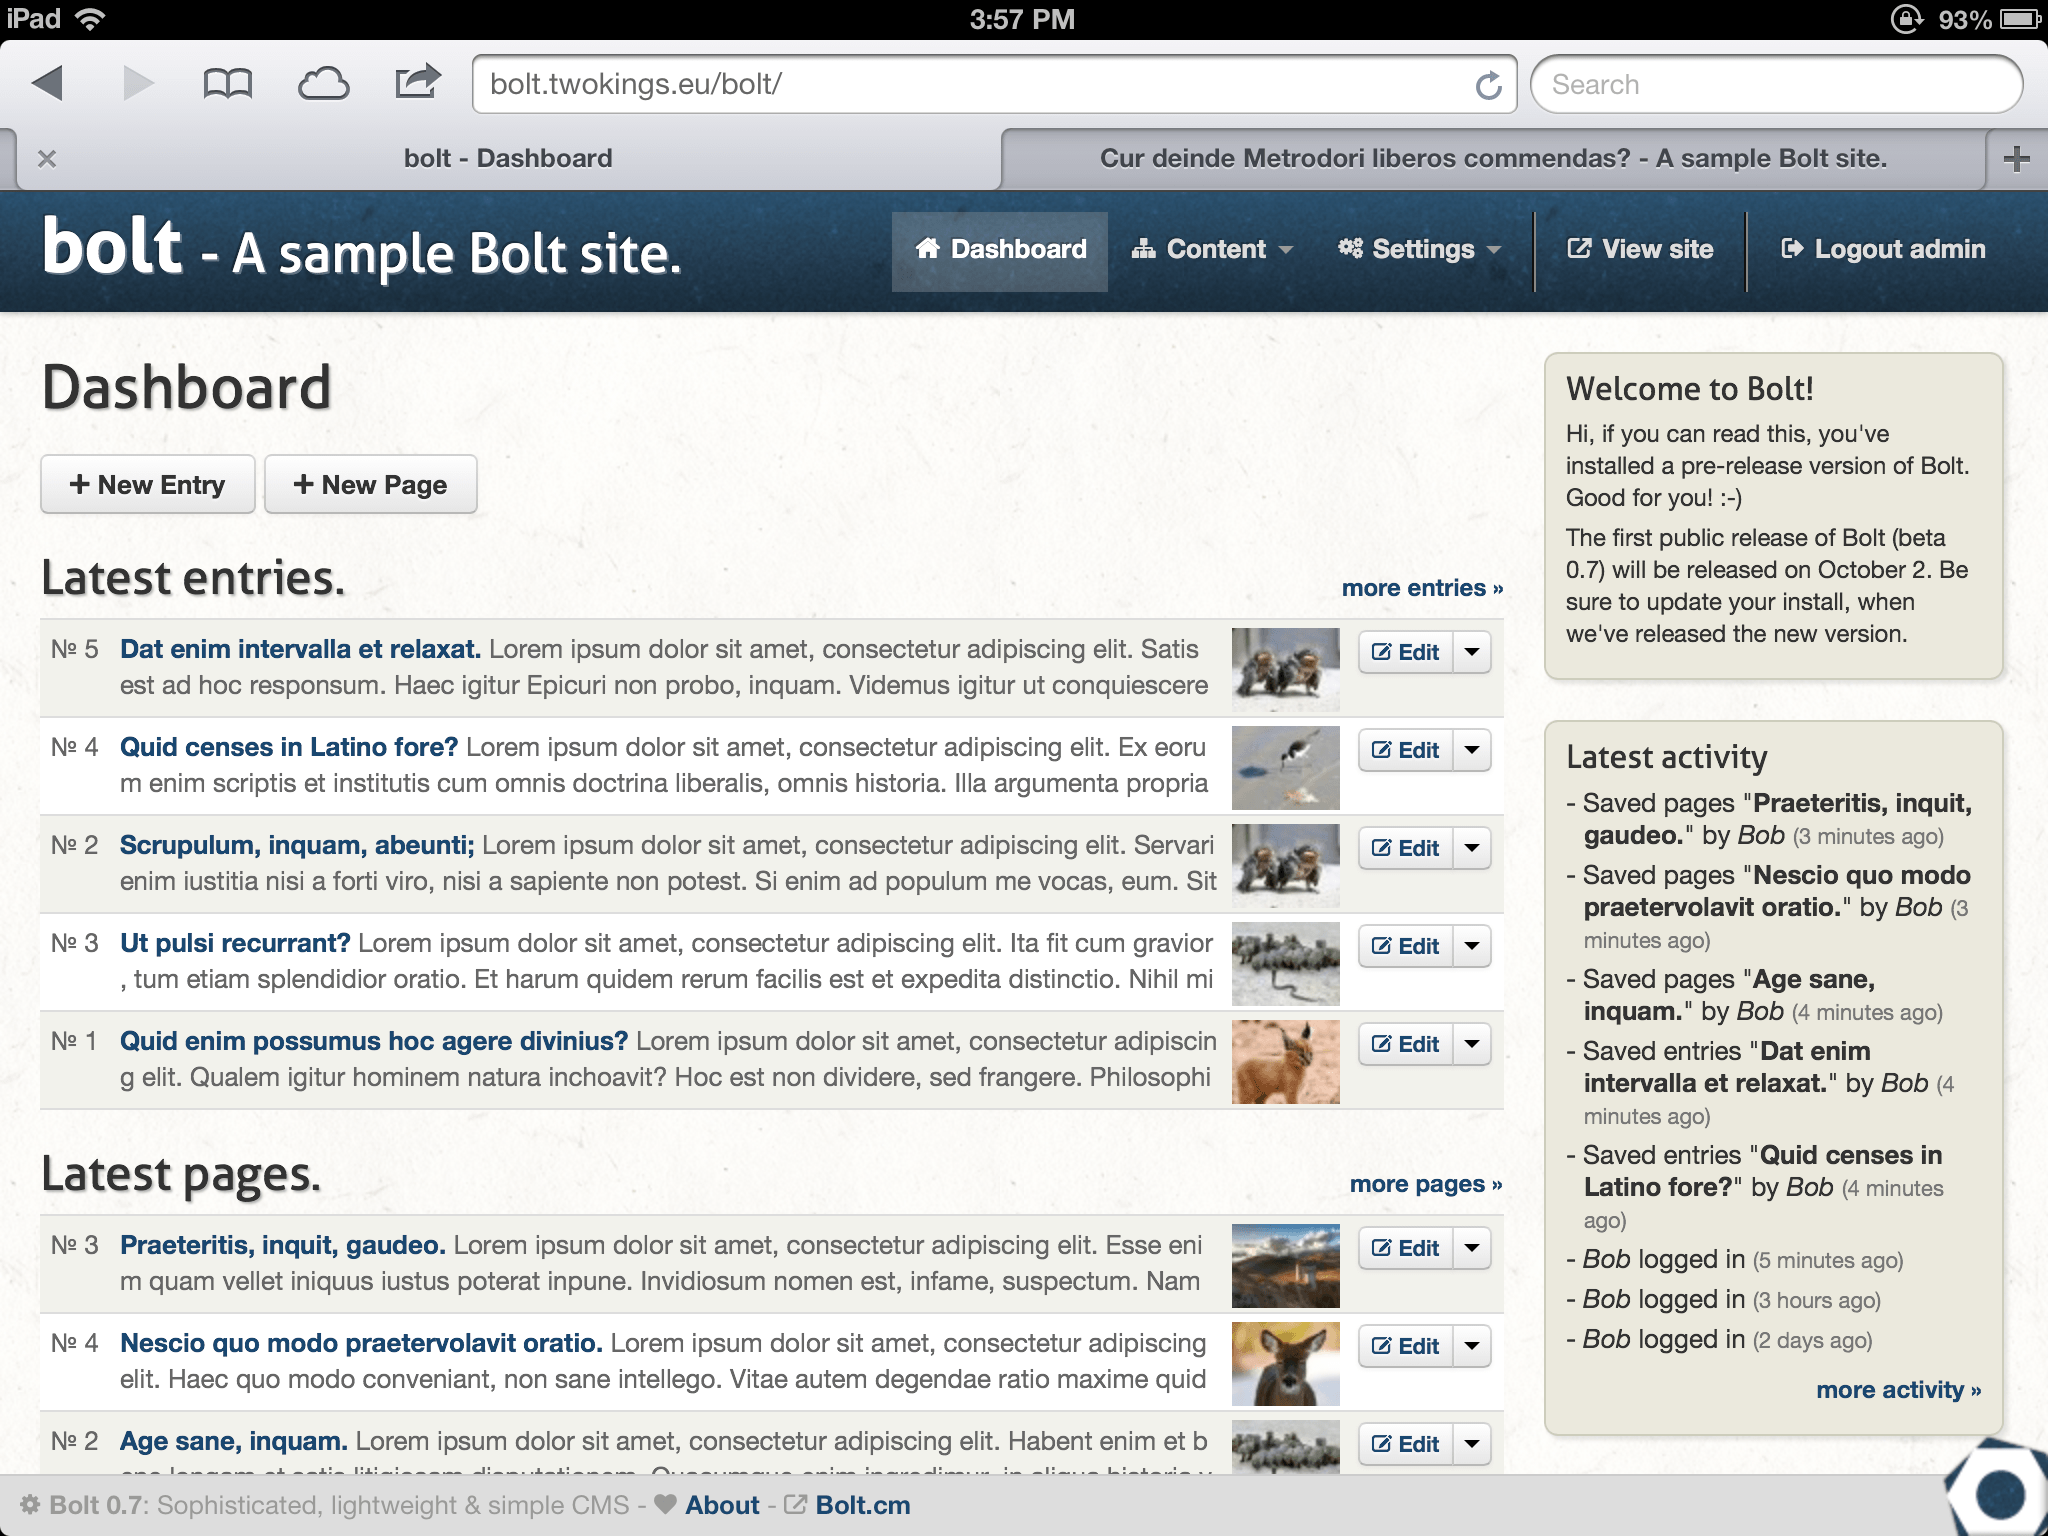 iPad 3:57 PM 93%
bolt.twokings.eu/bolt/ Search
bolt - Dashboard Cur deinde Metrodori liberos commendas? - A sample Bolt site.
bolt - A sample Bolt site. Dashboard Content Settings View site Logout admin
Dashboard
+ New Entry + New Page
Latest entries. more entries »
№ 5 Dat enim intervalla et relaxat. Lorem ipsum dolor sit amet, consectetur adipiscing elit. Satis
est ad hoc responsum. Haec igitur Epicuri non probo, inquam. Videmus igitur ut conquiescere
Edit
№ 4 Quid censes in Latino fore? Lorem ipsum dolor sit amet, consectetur adipiscing elit. Ex eoru
m enim scriptis et institutis cum omnis doctrina liberalis, omnis historia. Illa argumenta propria
Edit
№ 2 Scrupulum, inquam, abeunti; Lorem ipsum dolor sit amet, consectetur adipiscing elit. Servari
enim iustitia nisi a forti viro, nisi a sapiente non potest. Si enim ad populum me vocas, eum. Sit
Edit
№ 3 Ut pulsi recurrant? Lorem ipsum dolor sit amet, consectetur adipiscing elit. Ita fit cum gravior
, tum etiam splendidior oratio. Et harum quidem rerum facilis est et expedita distinctio. Nihil mi
Edit
№ 1 Quid enim possumus hoc agere divinius? Lorem ipsum dolor sit amet, consectetur adipiscin
g elit. Qualem igitur hominem natura inchoavit? Hoc est non dividere, sed frangere. Philosophi
Edit
Latest pages. more pages »
№ 3 Praeteritis, inquit, gaudeo. Lorem ipsum dolor sit amet, consectetur adipiscing elit. Esse eni
m quam vellet iniquus iustus poterat inpune. Invidiosum nomen est, infame, suspectum. Nam
Edit
№ 4 Nescio quo modo praetervolavit oratio. Lorem ipsum dolor sit amet, consectetur adipiscing
elit. Haec quo modo conveniant, non sane intellego. Vitae autem degendae ratio maxime quid
Edit
№ 2 Age sane, inquam. Lorem ipsum dolor sit amet, consectetur adipiscing elit. Habent enim et b
Edit
Welcome to Bolt!
Hi, if you can read this, you've
installed a pre-release version of Bolt.
Good for you! :-)
The first public release of Bolt (beta
0.7) will be released on October 2. Be
sure to update your install, when
we've released the new version.
Latest activity
- Saved pages "Praeteritis, inquit,
gaudeo." by Bob (3 minutes ago)
- Saved pages "Nescio quo modo
praetervolavit oratio." by Bob (3
minutes ago)
- Saved pages "Age sane,
inquam." by Bob (4 minutes ago)
- Saved entries "Dat enim
intervalla et relaxat." by Bob (4
minutes ago)
- Saved entries "Quid censes in
Latino fore?" by Bob (4 minutes
ago)
- Bob logged in (5 minutes ago)
- Bob logged in (3 hours ago)
- Bob logged in (2 days ago)
more activity »
Bolt 0.7: Sophisticated, lightweight & simple CMS - ♥ About - Bolt.cm